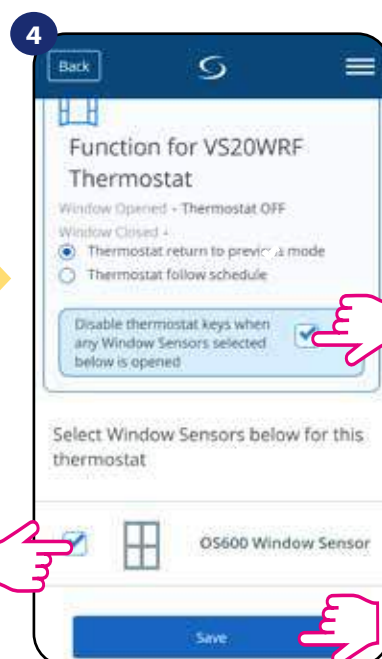 4
Back
Function for VS20WRF
Thermostat
Window Opened - Thermostat OFF
Window Closed -
Thermostat return to previous mode
Thermostat follow schedule
Disable thermostat keys when
any Window Sensors selected
below is opened
Select Window Sensors below for this
thermostat
OS600 Window Sensor
Save